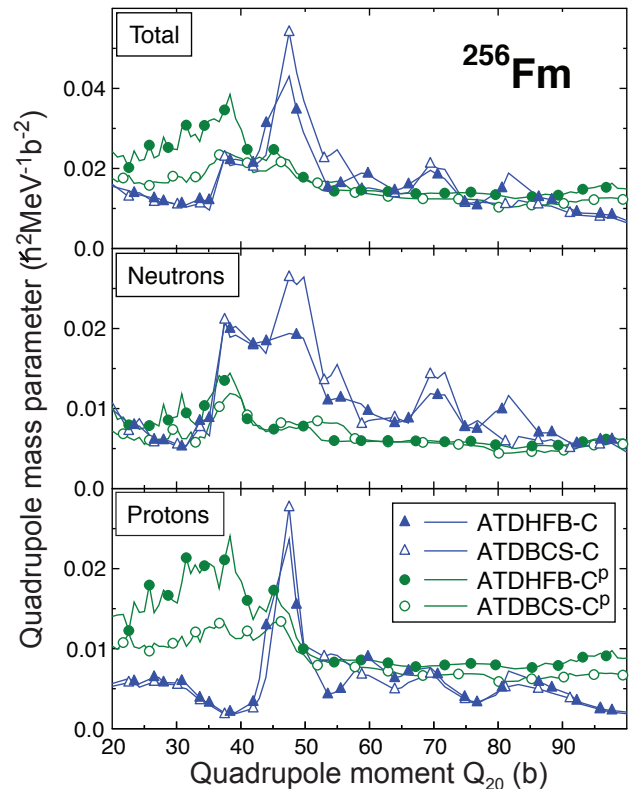 Total
²⁵⁶Fm
0.04
0.02
0.0
Neutrons
0.02
0.01
0.0
Protons
ATDHFB-C
ATDBCS-C
ATDHFB-Cᵖ
ATDBCS-Cᵖ
0.02
0.01
0.0
20 30 40 50 60 70 80 90
Quadrupole moment Q₂₀ (b)
Quadrupole mass parameter (ħ²MeV⁻¹b⁻²)